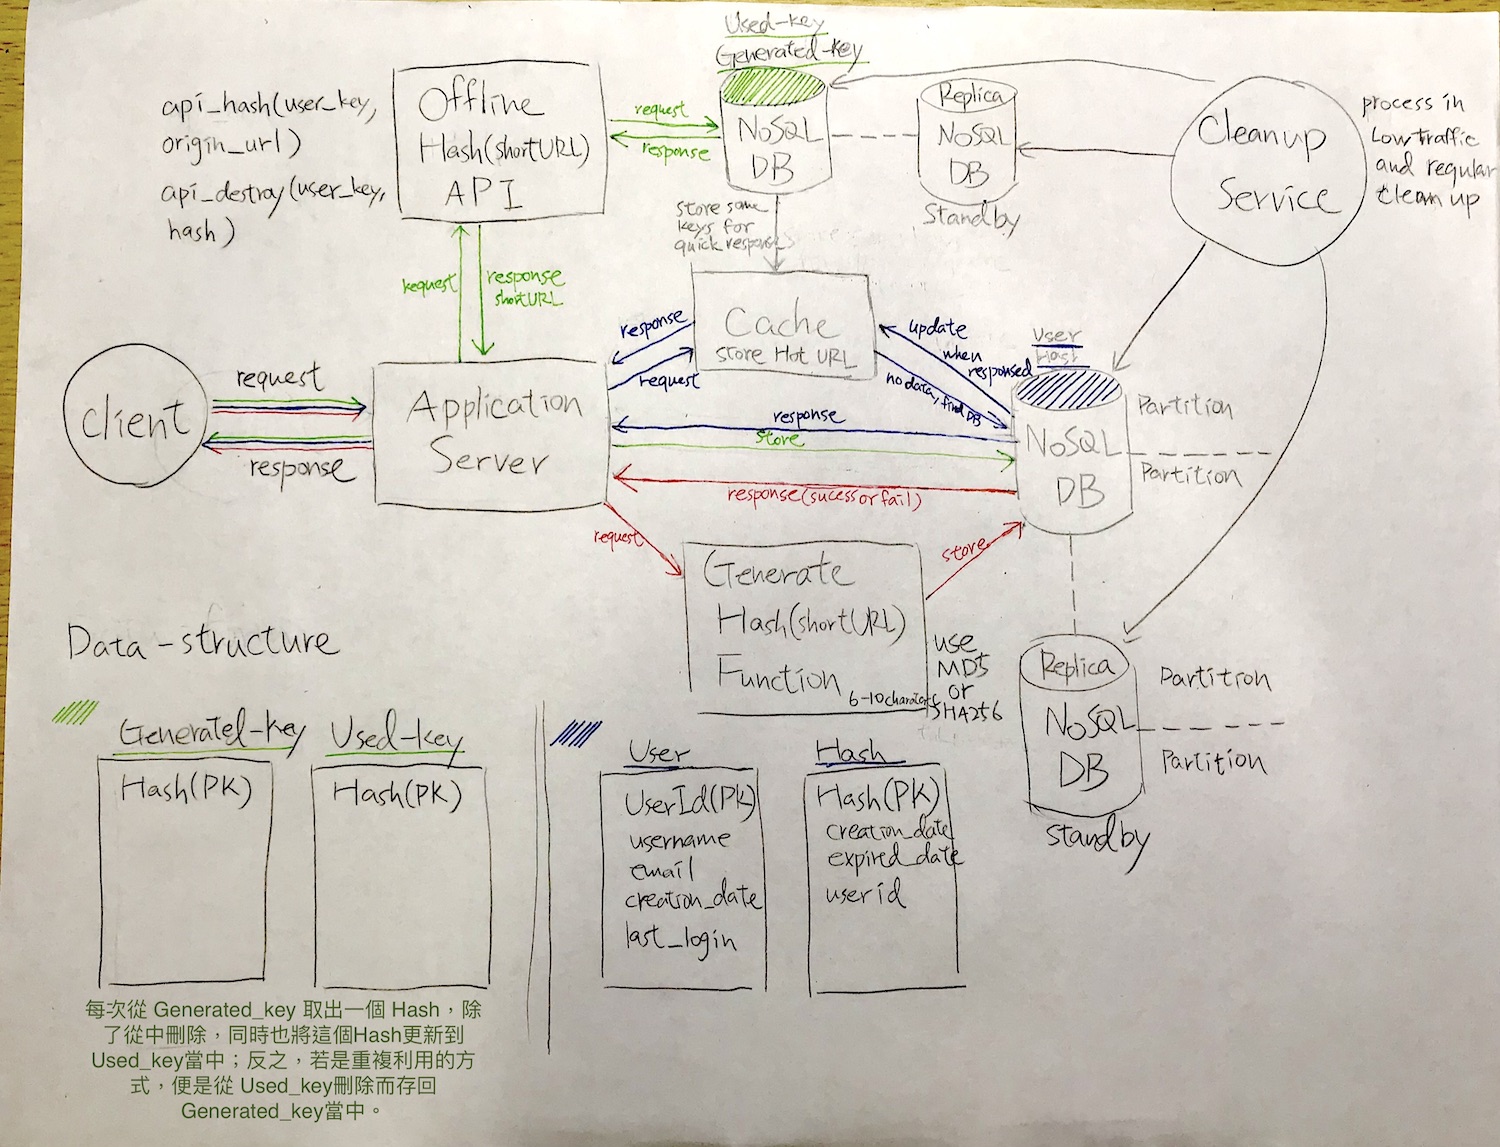 Used-key
Generated-key
api_hash(user_key,
origin_url)
api_destroy(user_key,
hash)
Offline
Hash(shortURL)
API
request
response
NoSQL
DB
Replica
NoSQL
DB
Standby
Cleanup
Service
process in
Low traffic
and regular
clean up
store some
keys for
quick response
request
response
shortURL
Cache
store Hot URL
response
request
update
when
responsed
no data, find DB
User
Hash
Client
request
response
Application
Server
response
store
response(sucess or fail)
NoSQL
DB
Partition
Partition
request
store
Generate
Hash(shortURL)
Function
6-10 characters
use
MD5
or
SHA256
Replica
NoSQL
DB
Standby
Partition
Partition
Data-structure
Generated-key
Hash(PK)
Used-key
Hash(PK)
User
UserId(PK)
username
email
creation_date
last_login
Hash
Hash(PK)
creation_date
expired_date
userid
每次從 Generated_key 取出一個 Hash，除
了從中刪除，同時也將這個Hash更新到
Used_key當中；反之，若是重複利用的方
式，便是從 Used_key刪除而存回
Generated_key當中。